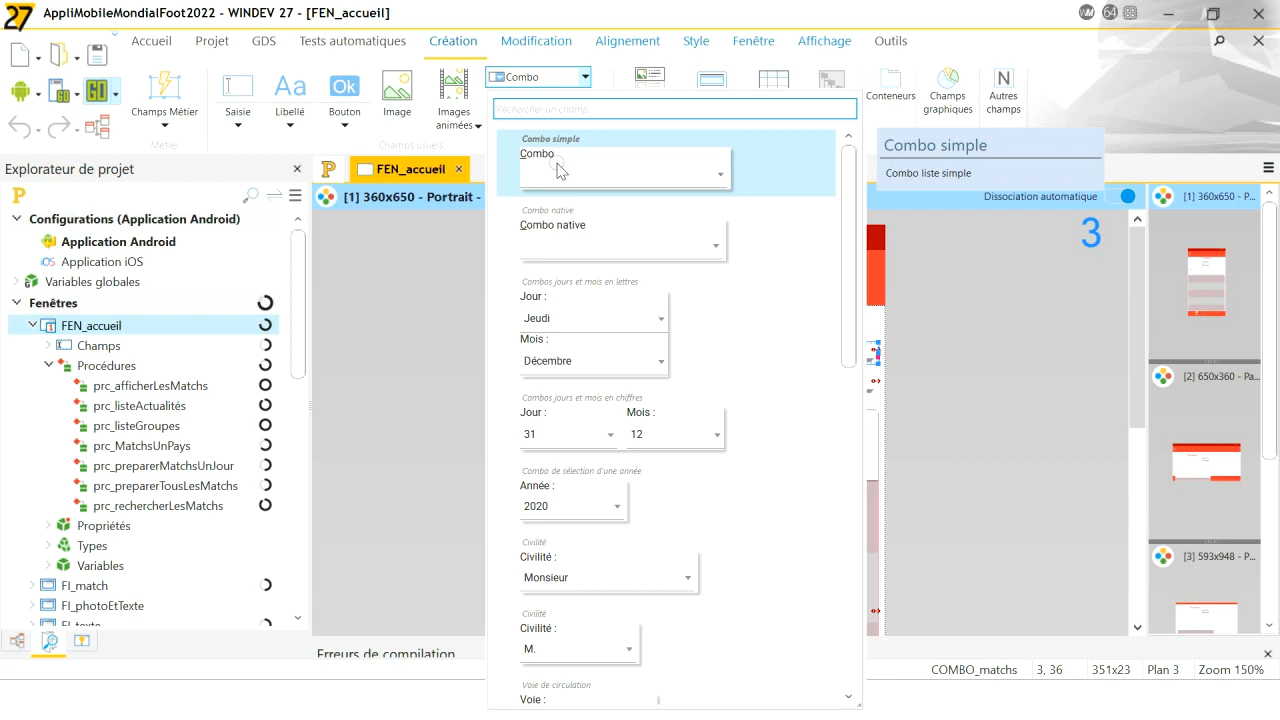 27 AppliMobileMondialFoot2022 - WINDEV 27 - [FEN_accueil]
WM 64
Accueil Projet GDS Tests automatiques Création Modification Alignement Style Fenêtre Affichage Outils
GO
GO
Champs Métier
Métier
Saisie
Aa
Libellé
Ok
Bouton
Image
Images
animées
Champs usuels
Combo
Conteneurs
Champs
graphiques
N
Autres
champs
Explorateur de projet
Configurations (Application Android)
Application Android
iOS Application iOS
Variables globales
Fenêtres
FEN_accueil
Champs
Procédures
prc_afficherLesMatchs
prc_listeActualités
prc_listeGroupes
prc_MatchsUnPays
prc_preparerMatchsUnJour
prc_preparerTousLesMatchs
prc_rechercherLesMatchs
Propriétés
Types
Variables
FI_match
FI_photoEtTexte
FI_texte
FEN_accueil
[1] 360x650 - Portrait -
Rechercher un champ
Combo simple
Combo
Combo native
Combo native
Combos jours et mois en lettres
Jour :
Jeudi
Mois :
Décembre
Combos jours et mois en chiffres
Jour : Mois :
31 12
Combo de sélection d'une année
Année :
2020
Civilité
Civilité :
Monsieur
Civilité
Civilité :
M.
Voie de circulation
Voie :
Combo simple
Combo liste simple
Dissociation automatique
3
[1] 360x650 - P...
[2] 650x360 - Pa...
[3] 593x948 - P...
Erreurs de compilation
COMBO_matchs 3, 36 351x23 Plan 3 Zoom 150%